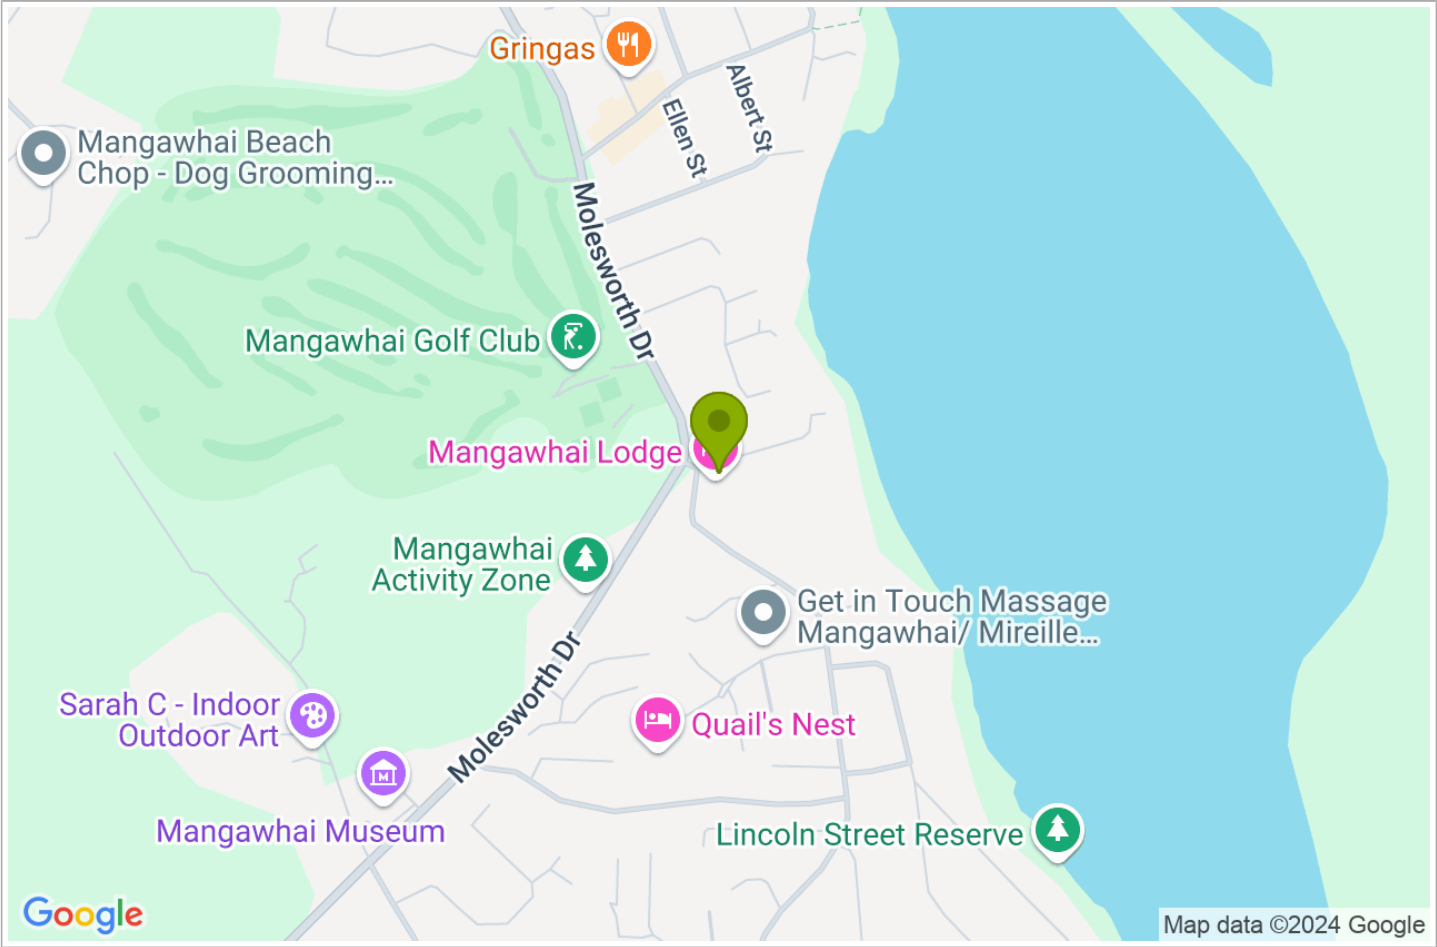 Gringas
Albert St
Ellen St
Mangawhai Beach
Chop - Dog Grooming...
Molesworth Dr
Mangawhai Golf Club
Mangawhai Lodge
Mangawhai
Activity Zone
Get in Touch Massage
Mangawhai/ Mireille...
Molesworth Dr
Sarah C - Indoor
Outdoor Art
Quail's Nest
M
Mangawhai Museum
Lincoln Street Reserve
Google
Map data ©2024 Google